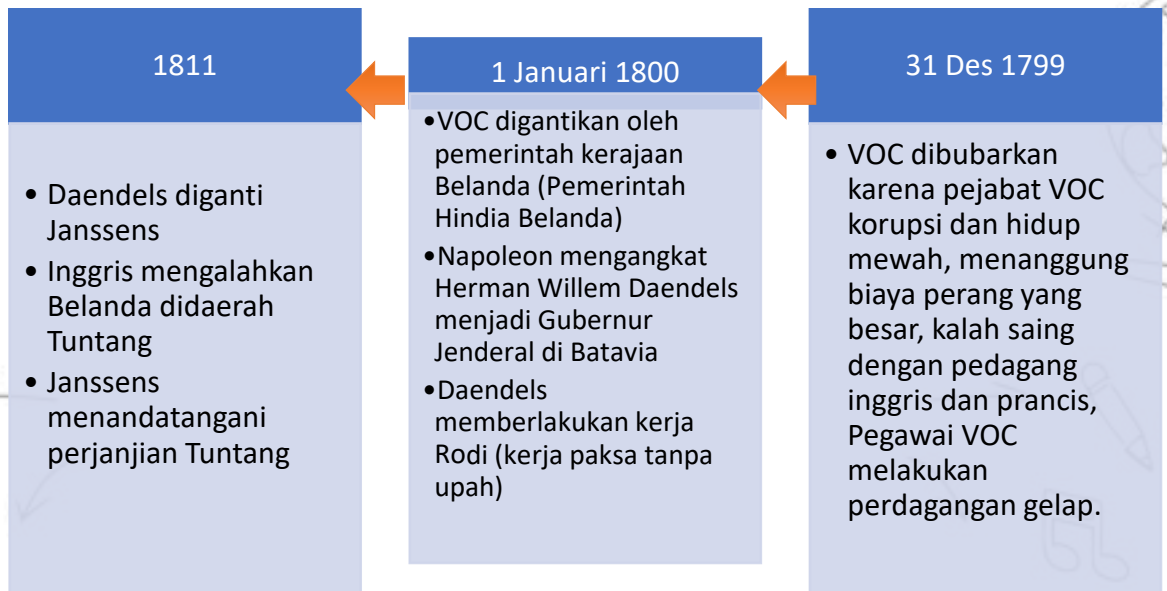 1811
• Daendels diganti
Janssens
• Inggris mengalahkan
Belanda didaerah
Tuntang
• Janssens
menandatangani
perjanjian Tuntang
1 Januari 1800
•VOC digantikan oleh
pemerintah kerajaan
Belanda (Pemerintah
Hindia Belanda)
•Napoleon mengangkat
Herman Willem Daendels
menjadi Gubernur
Jenderal di Batavia
•Daendels
memberlakukan kerja
Rodi (kerja paksa tanpa
upah)
31 Des 1799
• VOC dibubarkan
karena pejabat VOC
korupsi dan hidup
mewah, menanggung
biaya perang yang
besar, kalah saing
dengan pedagang
inggris dan prancis,
Pegawai VOC
melakukan
perdagangan gelap.